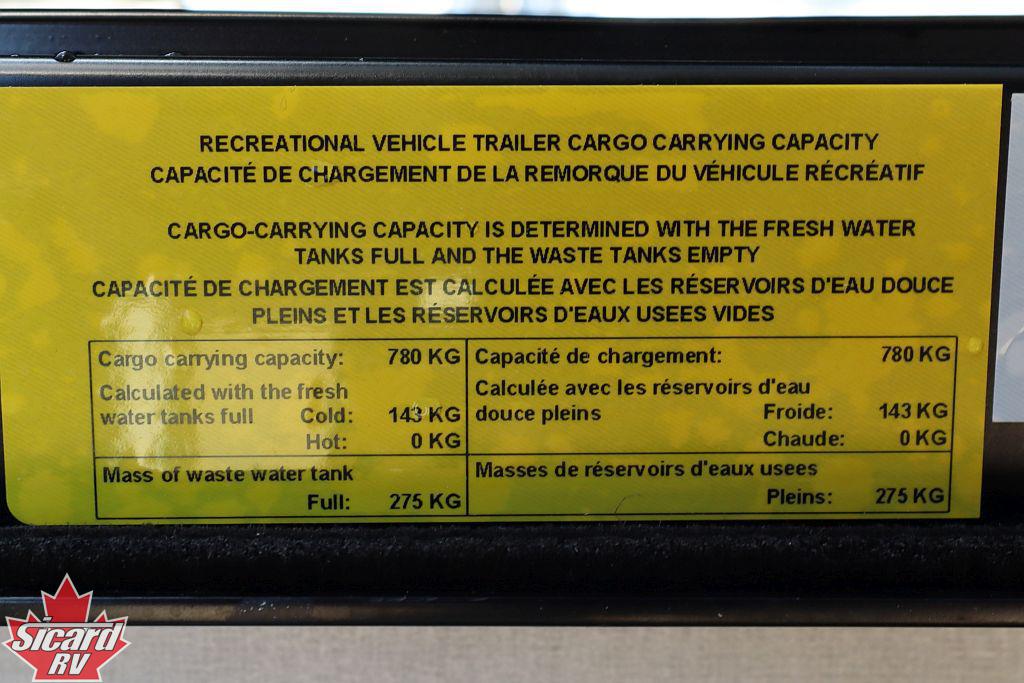 RECREATIONAL VEHICLE TRAILER CARGO CARRYING CAPACITY
CAPACITÉ DE CHARGEMENT DE LA REMORQUE DU VÉHICULE RÉCRÉATIF
CARGO-CARRYING CAPACITY IS DETERMINED WITH THE FRESH WATER
TANKS FULL AND THE WASTE TANKS EMPTY
CAPACITÉ DE CHARGEMENT EST CALCULÉE AVEC LES RÉSERVOIRS D'EAU DOUCE
PLEINS ET LES RÉSERVOIRS D'EAUX USEES VIDES
Cargo carrying capacity: 780 KG
Calculated with the fresh
water tanks full Cold: 143 KG
Hot: 0 KG
Capacité de chargement: 780 KG
Calculée avec les réservoirs d'eau
douce pleins Froide: 143 KG
Chaude: 0 KG
Mass of waste water tank
Full: 275 KG
Masses de réservoirs d'eaux usees
Pleins: 275 KG
Sicard
RV